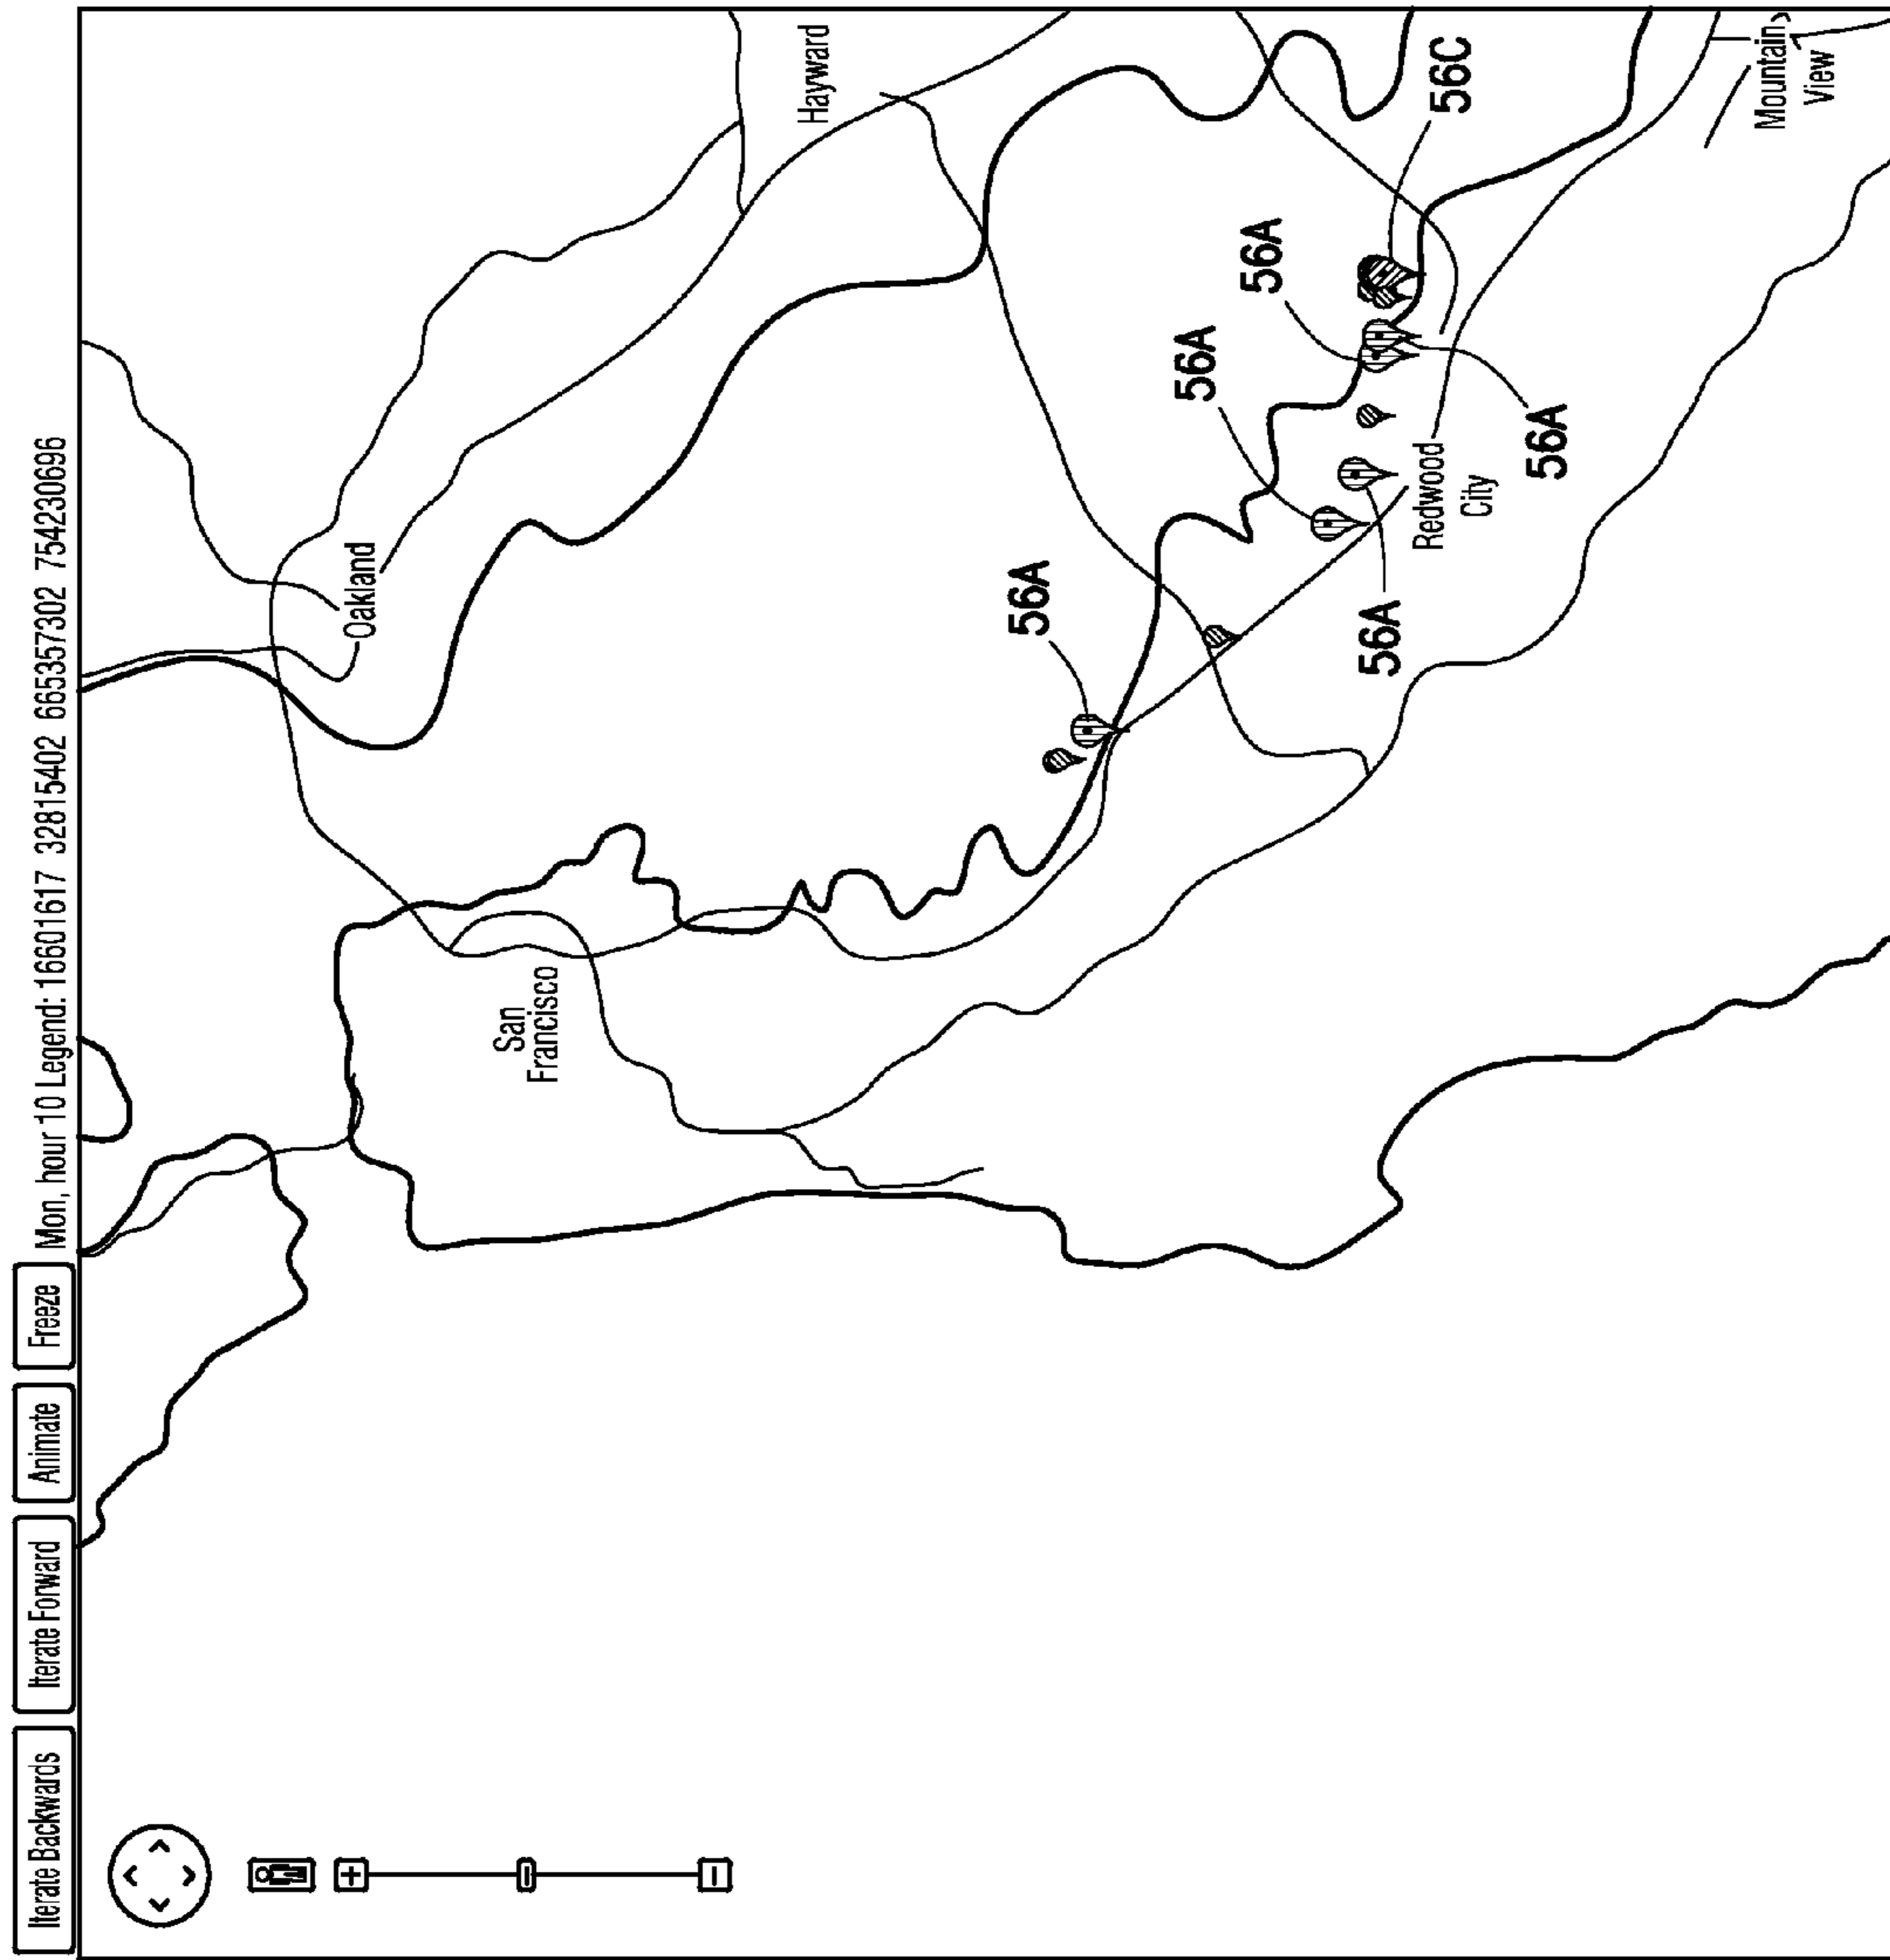 Iterate Backwards
Iterate Forward
Animate
Freeze
Mon, hour 10 Legend: 16601617 32815402 665357302 754230696
Oakland
Hayward
San
Francisco
56A
56A
56A
56C
56A
56A
Redwood
City
Mountain
View